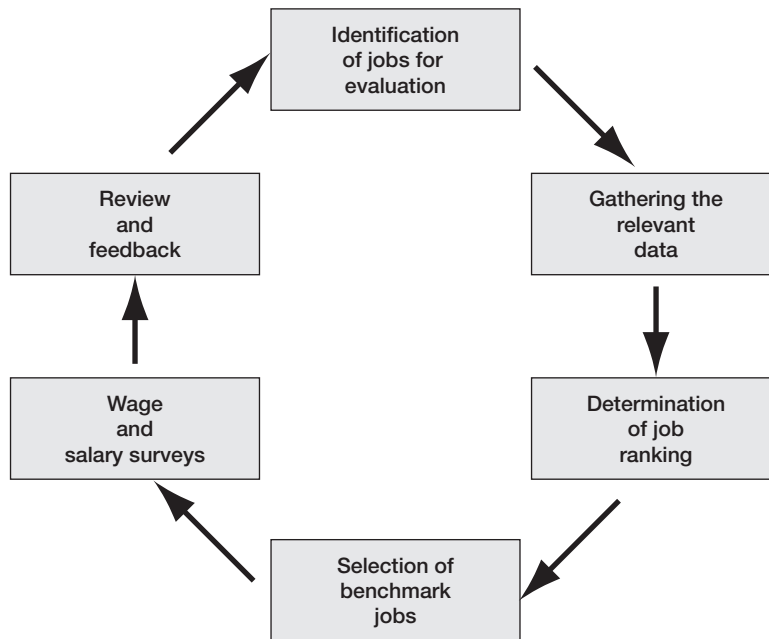 Identification
of jobs for
evaluation
Gathering the
relevant
data
Determination
of job
ranking
Selection of
benchmark
jobs
Wage
and
salary surveys
Review
and
feedback